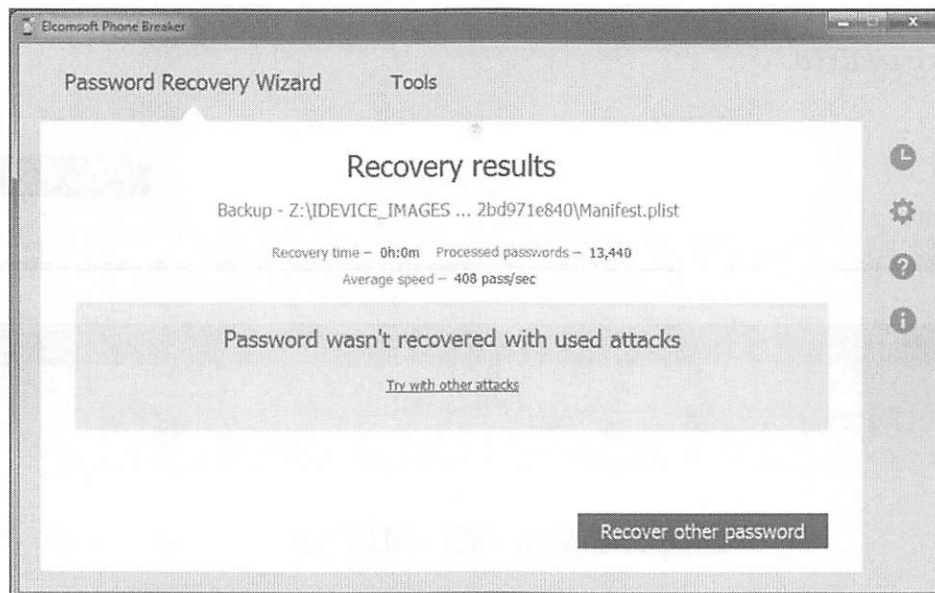 Elcomsoft Phone Breaker
Password Recovery Wizard Tools
Recovery results
Backup - Z:\IDEVICE_IMAGES ... 2bd971e840\Manifest.plist
Recovery time – 0h:0m Processed passwords – 13,440
Average speed – 408 pass/sec
Password wasn't recovered with used attacks
Try with other attacks
Recover other password